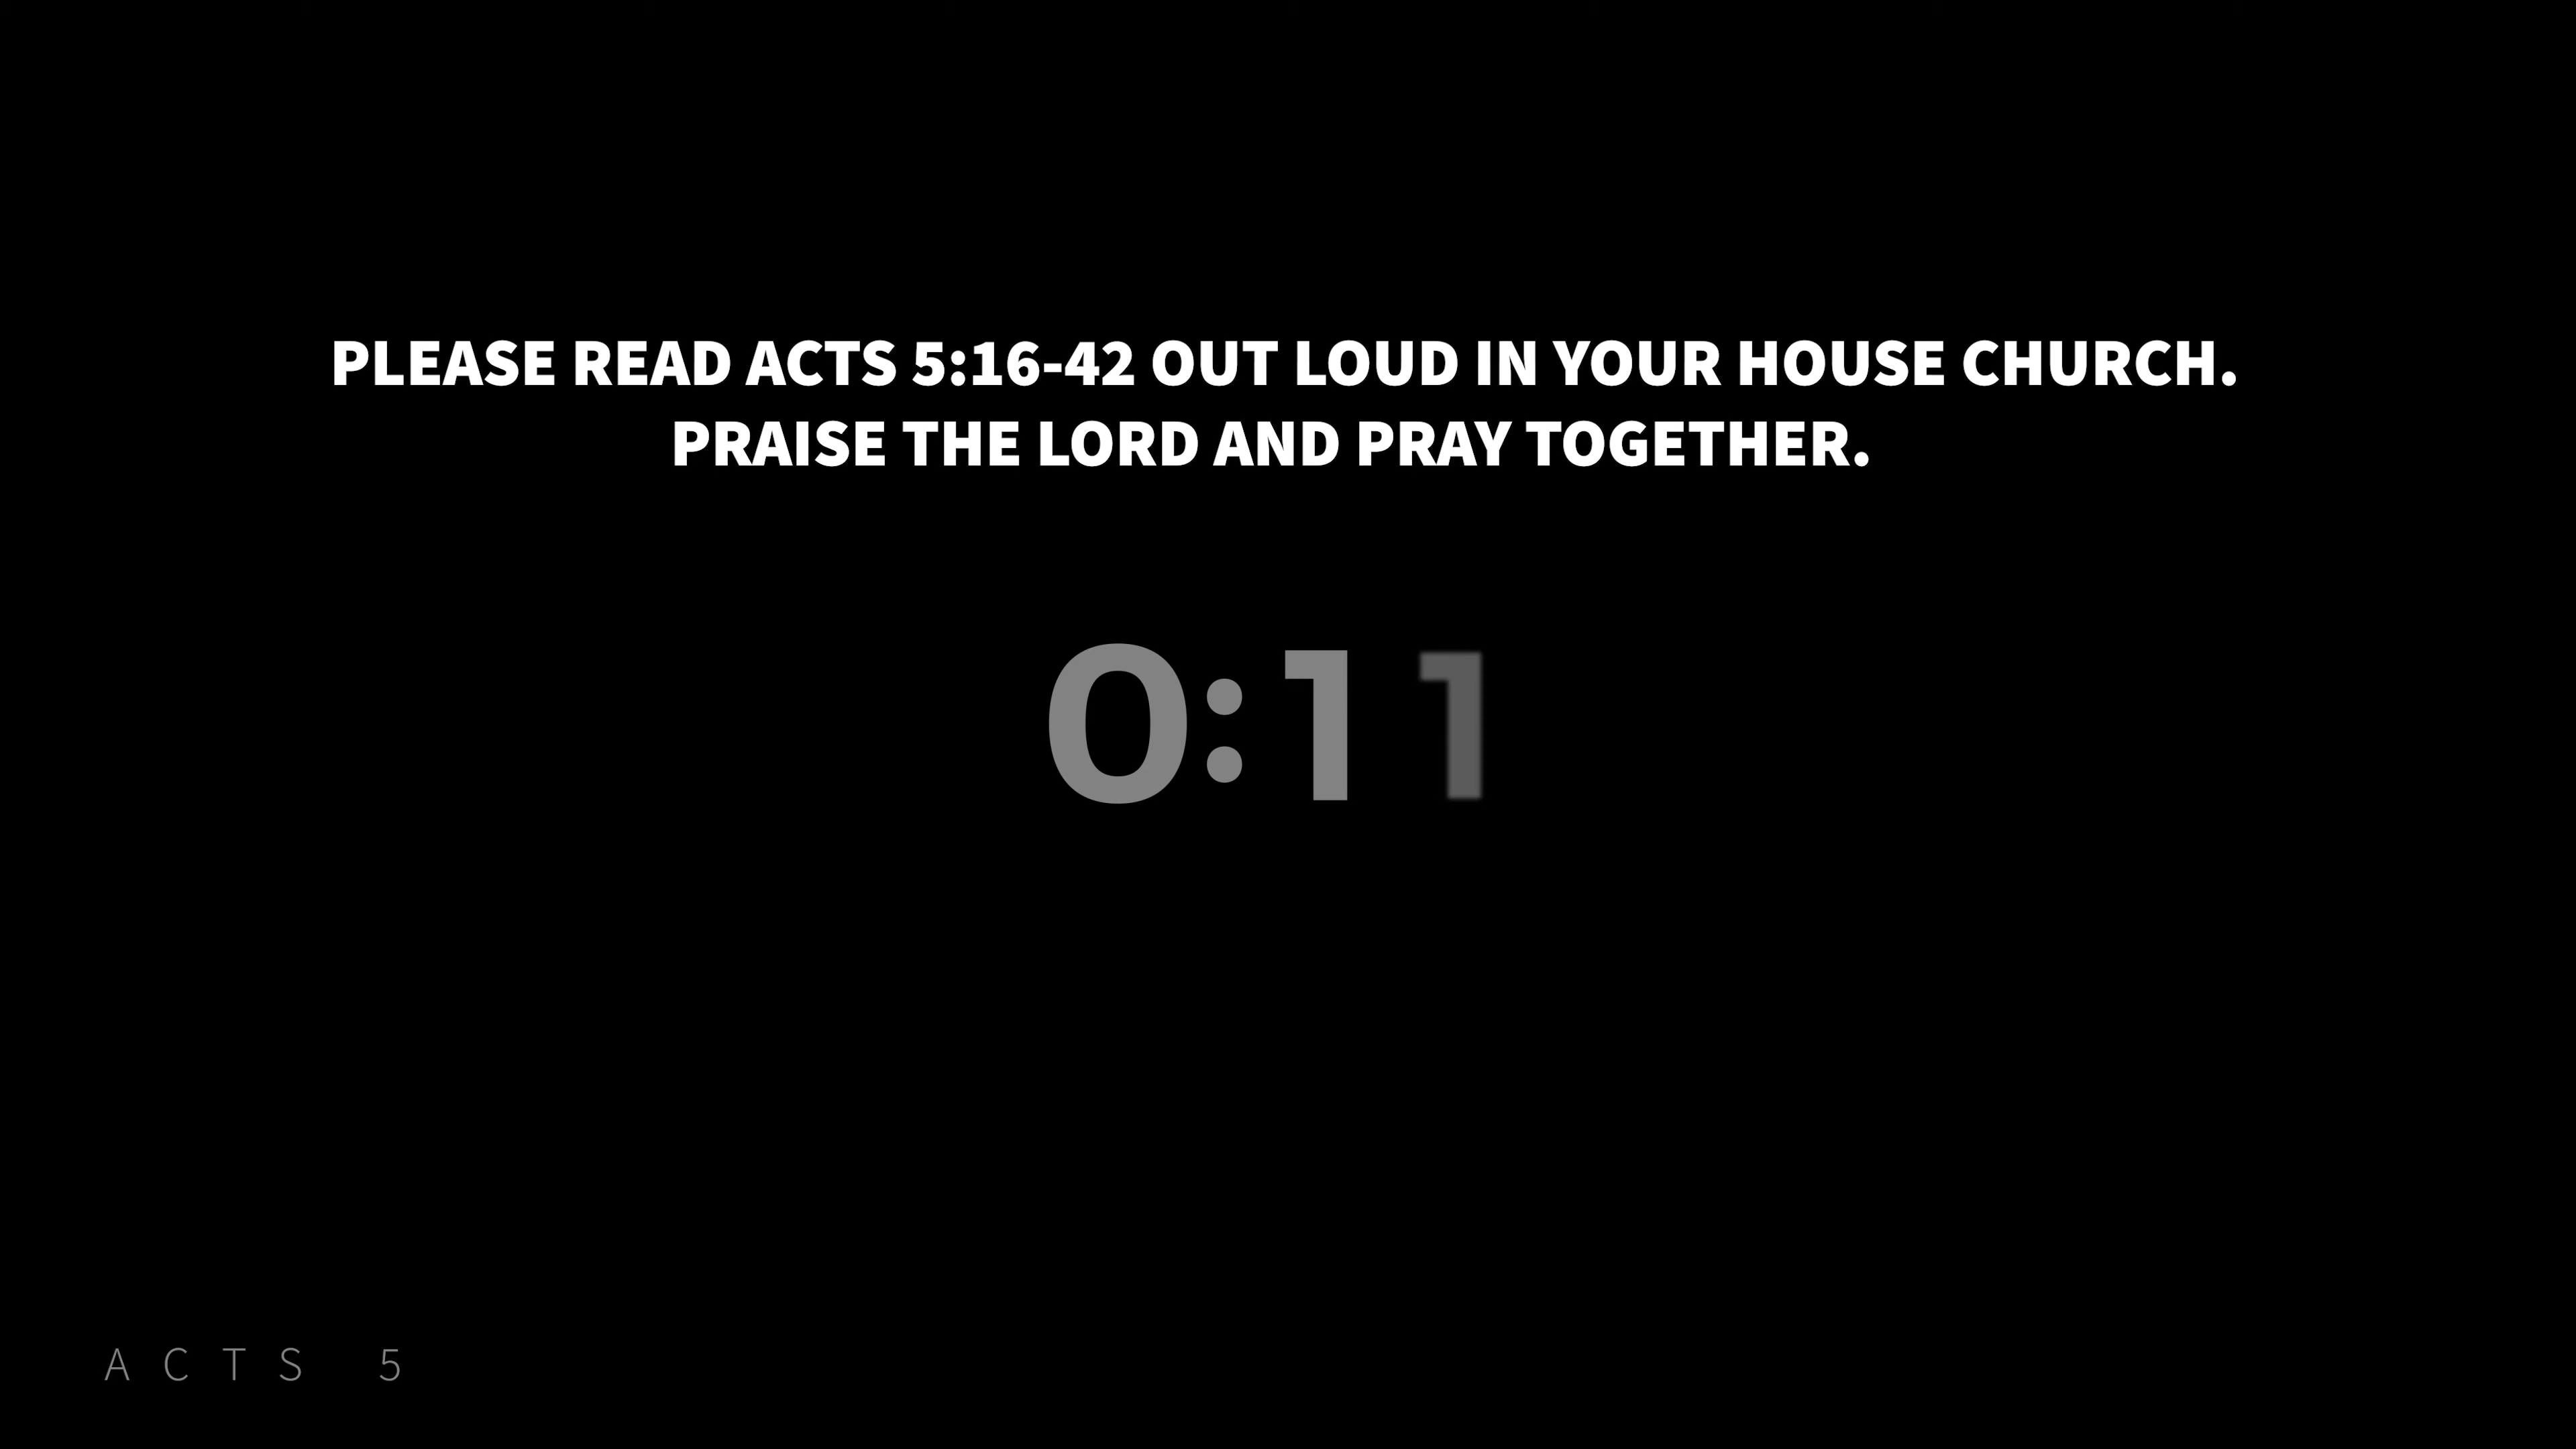 PLEASE READ ACTS 5:16-42 OUT LOUD IN YOUR HOUSE CHURCH.
PRAISE THE LORD AND PRAY TOGETHER.
0:11
ACTS 5